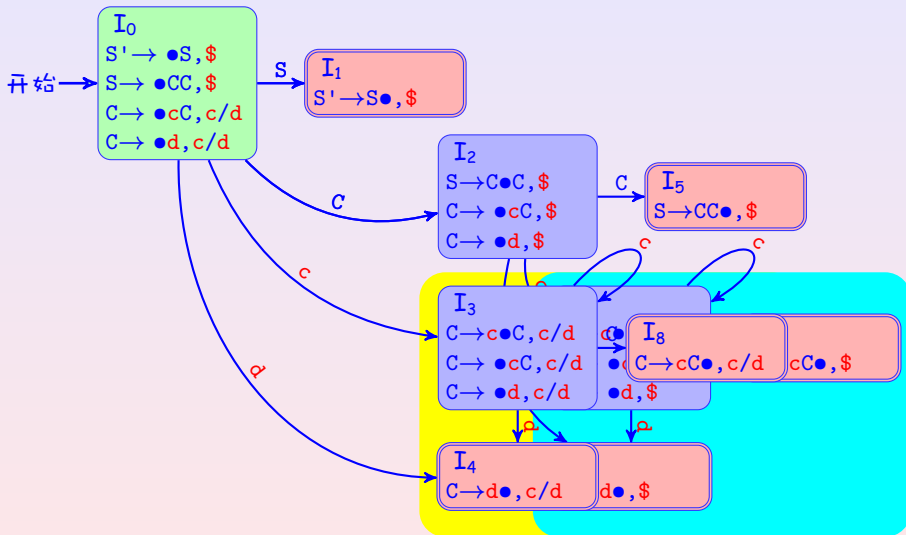 I₀
S'→ ●S,$
S→ ●CC,$
C→ ●cC,c/d
C→ ●d,c/d
开始
S
I₁
S'→S●,$
C
I₂
S→C●C,$
C→ ●cC,$
C→ ●d,$
C
I₅
S→CC●,$
c
d
c
c
I₃
C→c●C,c/d
C→ ●cC,c/d
C→ ●d,c/d
●d,$
C
I₈
C→cC●,c/d
cC●,$
d
d
I₄
C→d●,c/d
d●,$